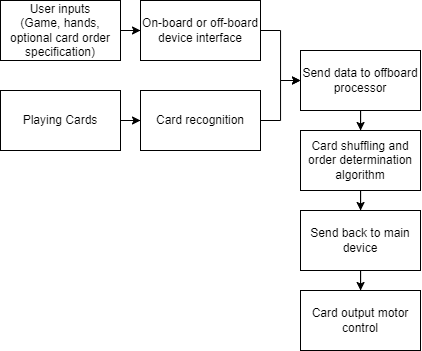 User inputs
(Game, hands,
optional card order
specification)
On-board or off-board
device interface
Send data to offboard
processor
Playing Cards
Card recognition
Card shuffling and
order determination
algorithm
Send back to main
device
Card output motor
control